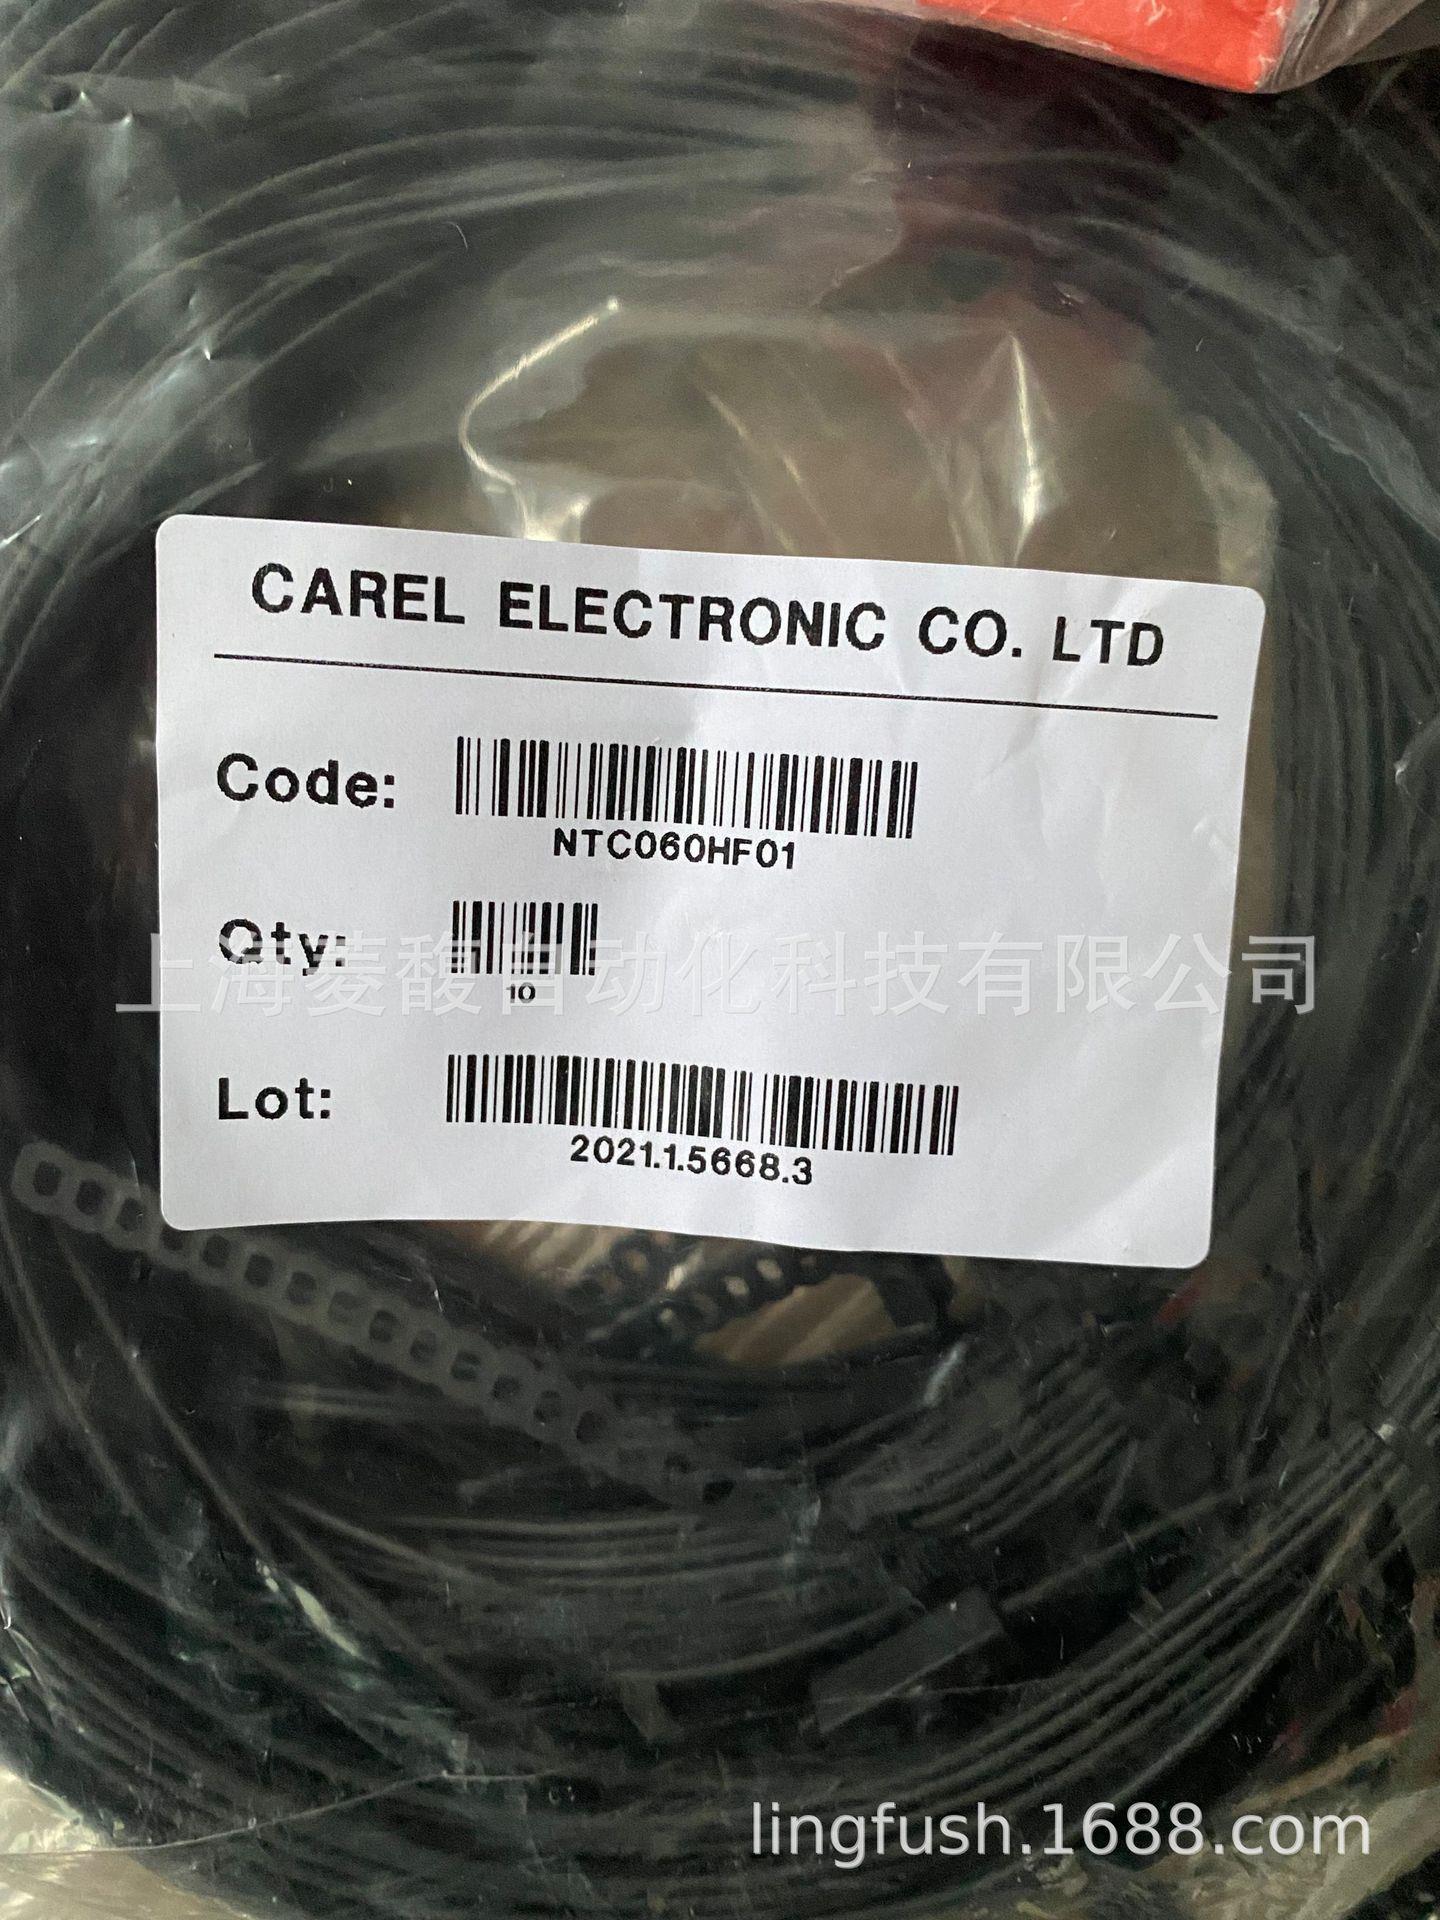 CAREL ELECTRONIC CO. LTD
Code:
NTC060HF01
Qty:
10
上海菱馥自动化科技有限公司
Lot:
2021.1.5668.3
lingfush.1688.com